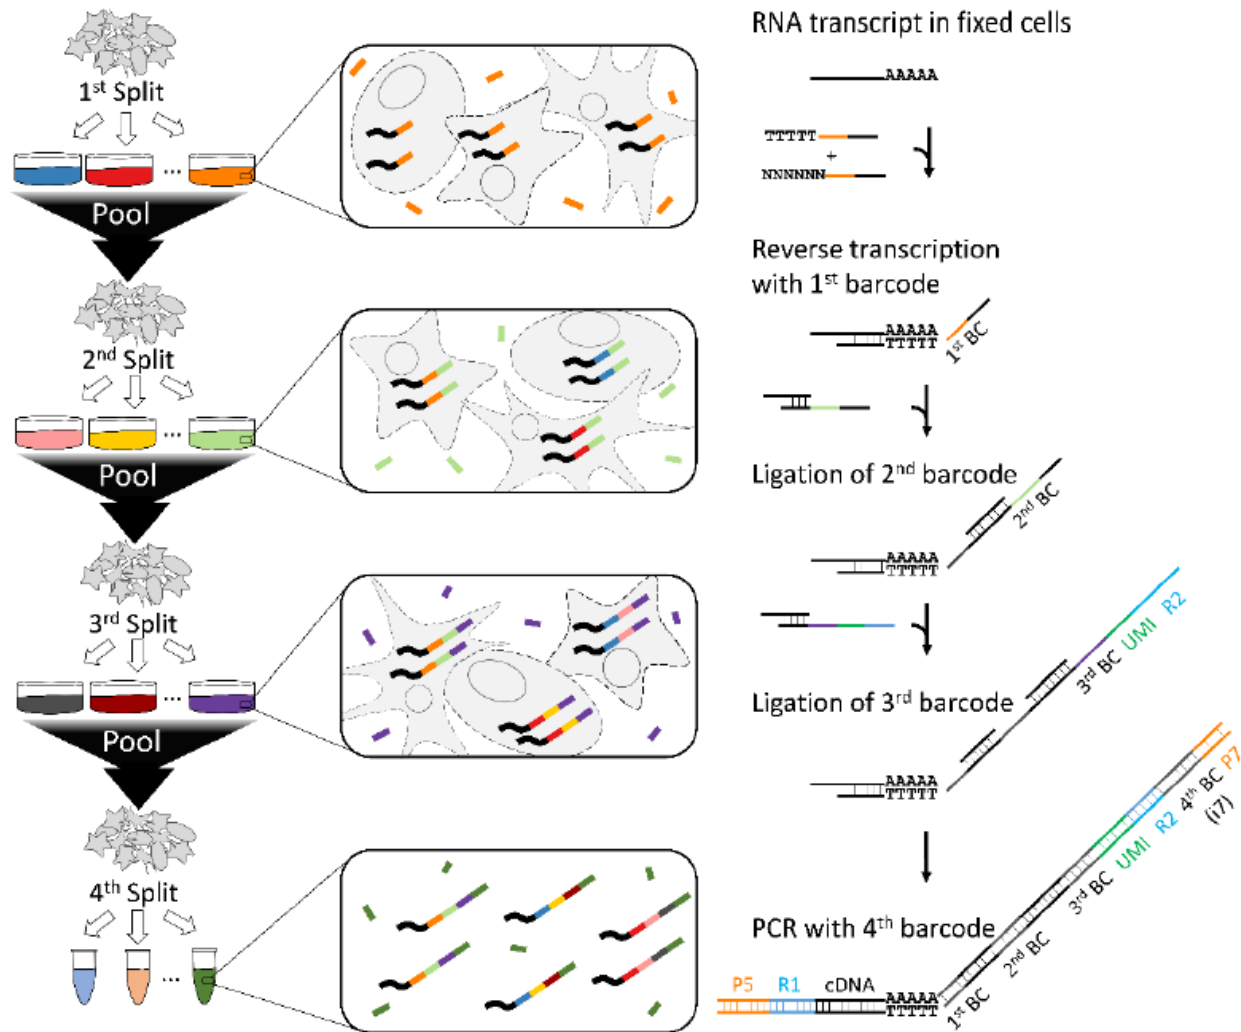 1st Split
...
Pool
2nd Split
...
Pool
3rd Split
...
Pool
4th Split
...
RNA transcript in fixed cells
AAAAA
TTTTT
+
NNNNNN
Reverse transcription
with 1st barcode
AAAAA
TTTTT
1st BC
Ligation of 2nd barcode
2nd BC
AAAAA
TTTTT
Ligation of 3rd barcode
3rd BC UMI R2
AAAAA
TTTTT
PCR with 4th barcode
P5 R1 cDNA
AAAAA
TTTTT
1st BC 2nd BC 3rd BC UMI R2 4th BC P7
(i7)